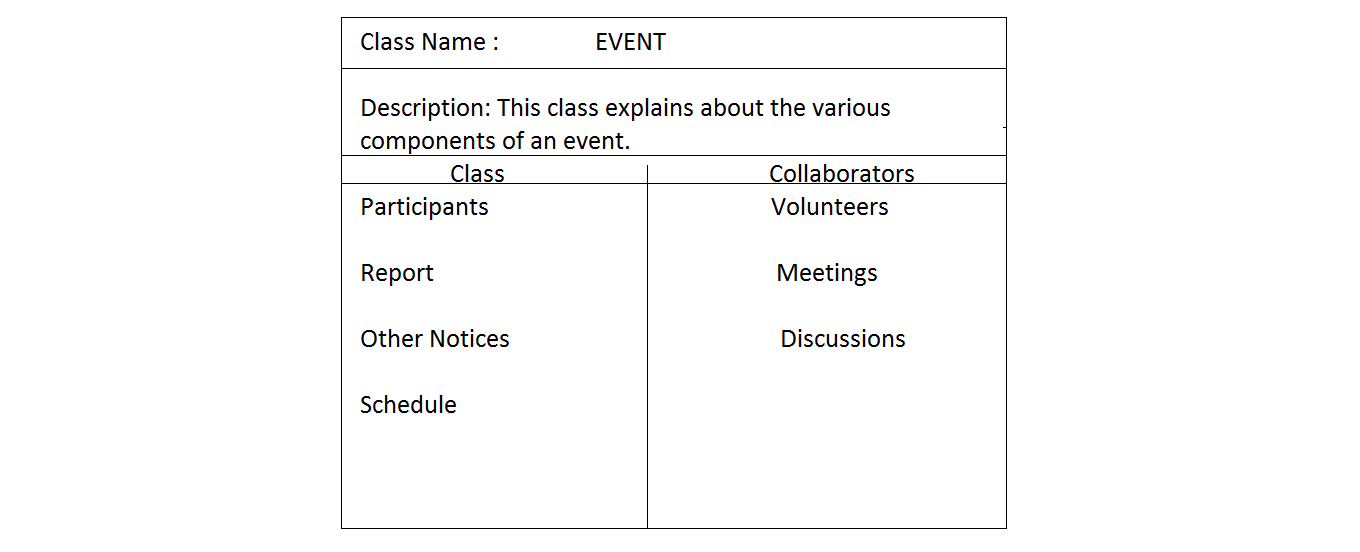 Class Name : EVENT
Description: This class explains about the various
components of an event.
Class Collaborators
Participants Volunteers
Report Meetings
Other Notices Discussions
Schedule